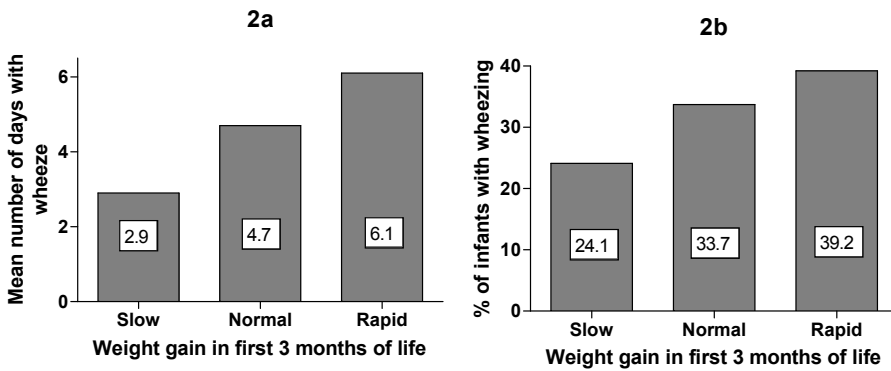 2a
Mean number of days with
wheeze
6
4
2
0
2.9
4.7
6.1
Slow
Normal
Rapid
Weight gain in first 3 months of life
2b
% of infants with wheezing
40
30
20
10
0
24.1
33.7
39.2
Slow
Normal
Rapid
Weight gain in first 3 months of life